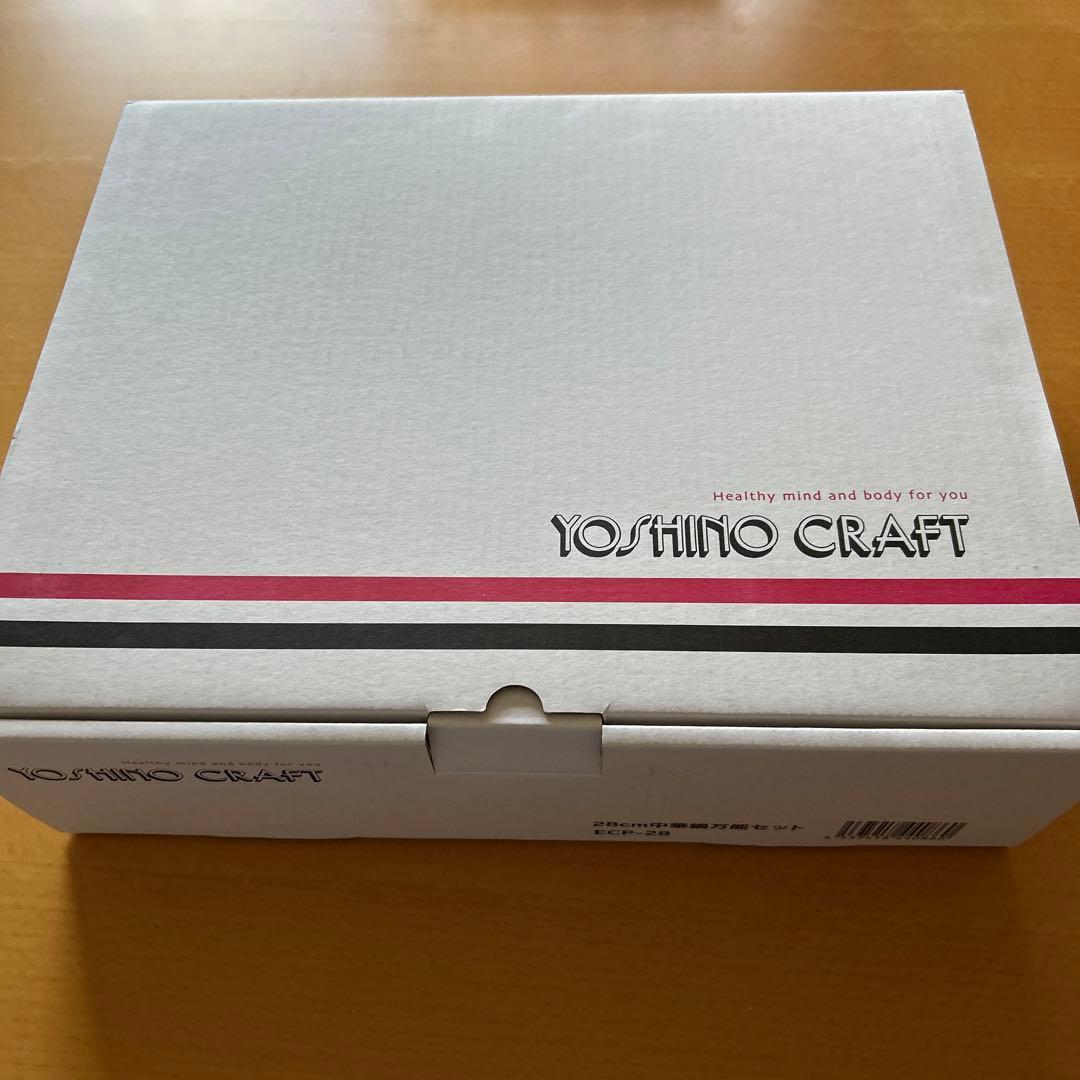 Healthy mind and body for you
YOSHINO CRAFT
Healthy mind and body for you
YOSHINO CRAFT
28cm中華鍋万能セット
ECP-28